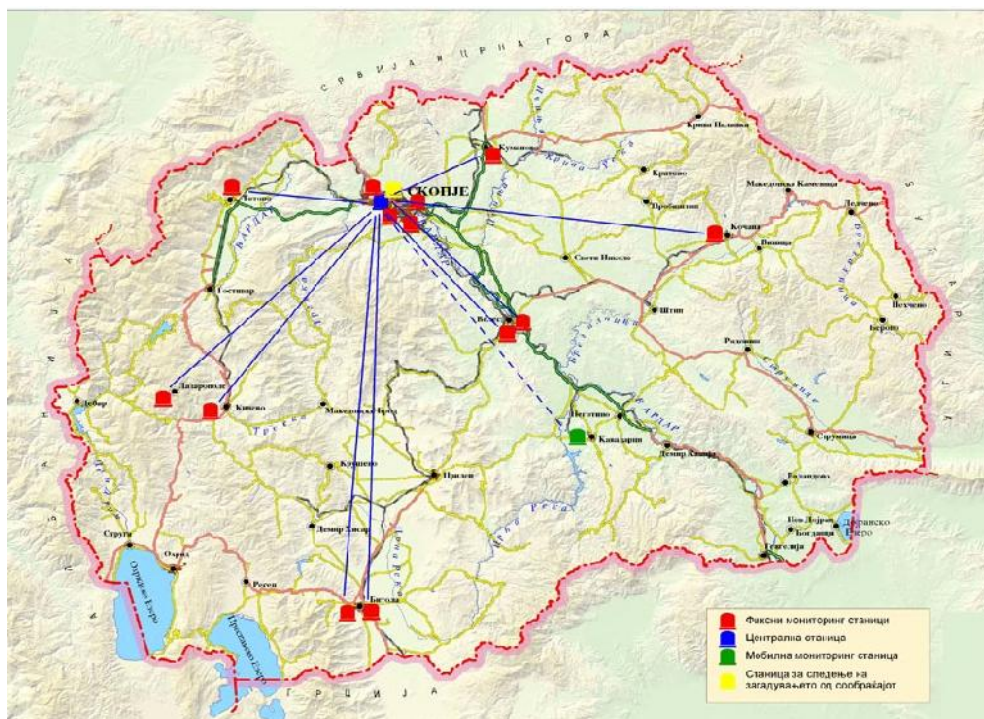 СРБИЈА И ЦРНА ГОРА
Крива Паланка
Куманово
Крива Река
Кратово
СКОПЈЕ
Македонска Каменица
Тетово
Пробиштип
Делчево
ВАРДАР
Кочани
Виница
Свети Николе
Гостивар
Пехчево
Штип
Велес
Берово
Радовиш
Лазарополе
Дебар
Кичево
Македонски Брод
Треска
Неготино
ВАРДАР
Кавадарци
Струмица
Демир Капија
Крушево
Прилеп
Валандово
Црна Река
Демир Хисар
Нов Дојран
Дојранско
Езеро
Богданци
Струга
Гевгелија
Охрид
Охридско Езеро
Ресен
Битола
Преспанско Езеро
ГРЦИЈА
Фиксни мониторинг станици
Централна станица
Мобилна мониторинг станица
Станица за следење на
загадувањето од сообраќајот